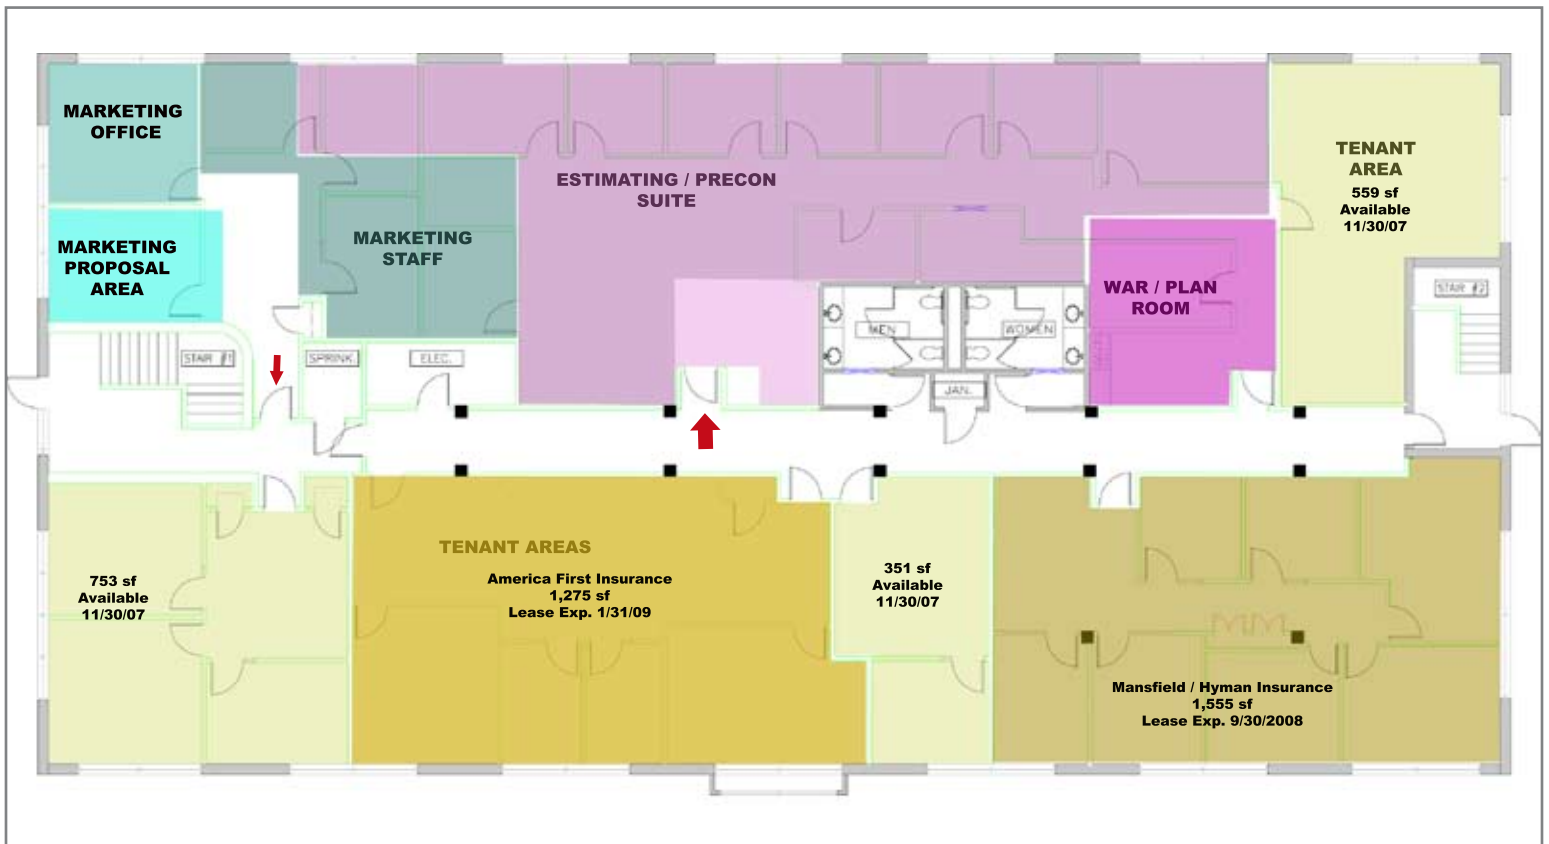 MARKETING
OFFICE
MARKETING
PROPOSAL
AREA
MARKETING
STAFF
ESTIMATING / PRECON
SUITE
WAR / PLAN
ROOM
TENANT
AREA
559 sf
Available
11/30/07
STAIR #1
SPRINK.
ELEC.
MEN
WOMEN
JAN.
STAIR #2
753 sf
Available
11/30/07
TENANT AREAS
America First Insurance
1,275 sf
Lease Exp. 1/31/09
351 sf
Available
11/30/07
Mansfield / Hyman Insurance
1,555 sf
Lease Exp. 9/30/2008